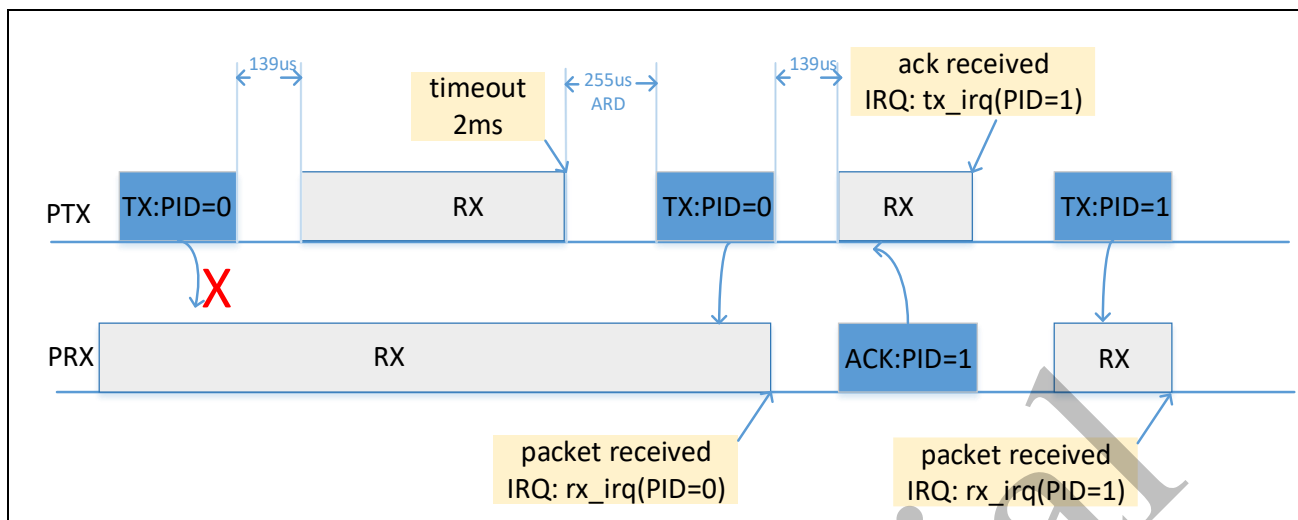 139us
timeout
2ms
255us
ARD
139us
ack received
IRQ: tx_irq(PID=1)
PTX
TX:PID=0
RX
TX:PID=0
RX
TX:PID=1
X
PRX
RX
ACK:PID=1
RX
packet received
IRQ: rx_irq(PID=0)
packet received
IRQ: rx_irq(PID=1)